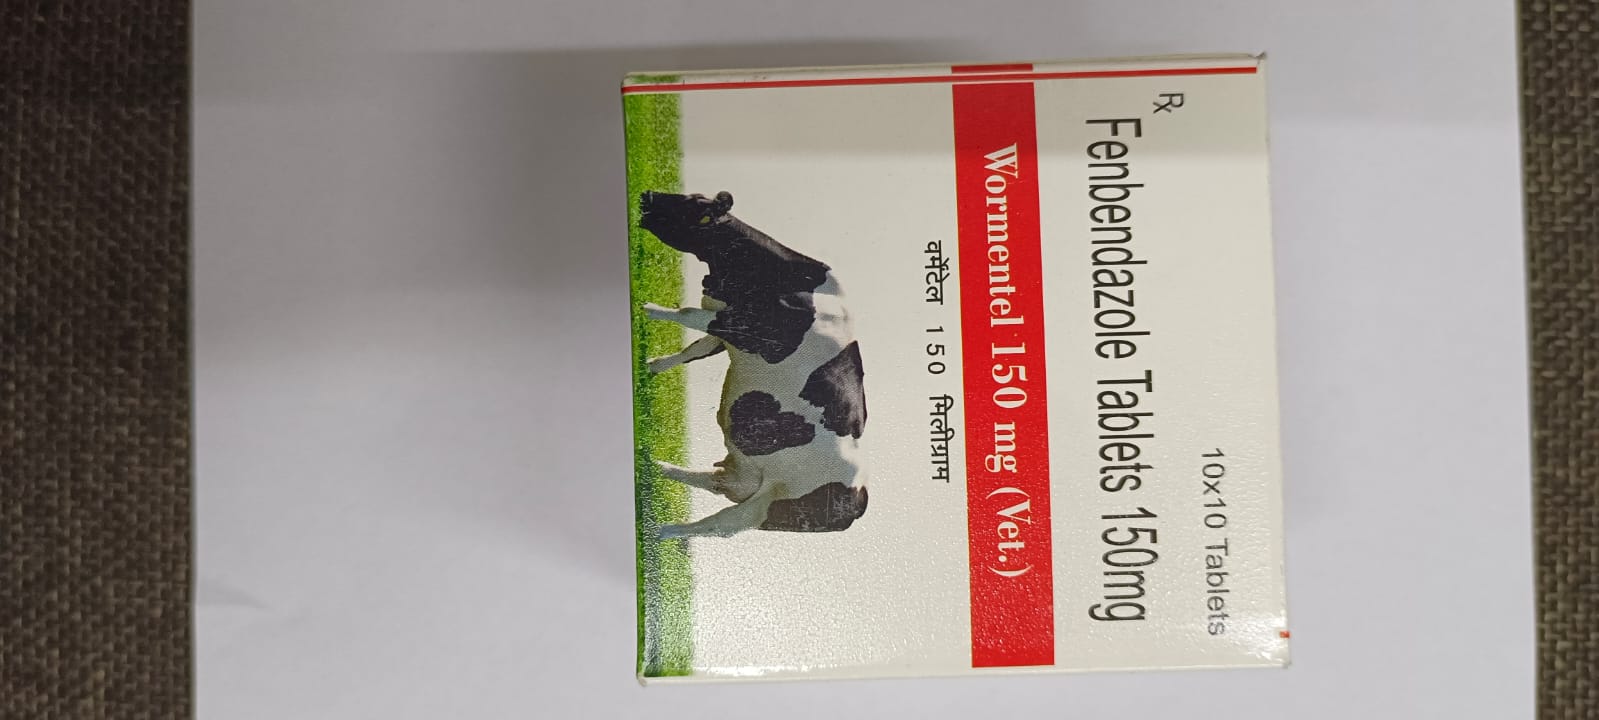 10x10 Tablets
Rx
Fenbendazole Tablets 150mg
Wormentel 150 mg (Vet.)
वर्मेंटेल 150 मिलीग्राम